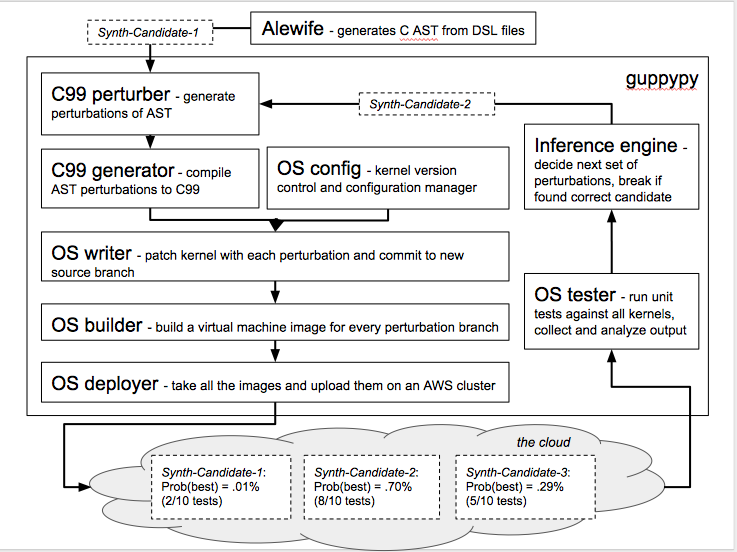 Synth-Candidate-1
Alewife - generates C AST from DSL files
guppypy
C99 perturber - generate
perturbations of AST
Synth-Candidate-2
Inference engine -
decide next set of
perturbations, break if
found correct candidate
C99 generator - compile
AST perturbations to C99
OS config - kernel version
control and configuration manager
OS writer - patch kernel with each perturbation and commit to new
source branch
OS tester - run unit
tests against all kernels,
collect and analyze output
OS builder - build a virtual machine image for every perturbation branch
OS deployer - take all the images and upload them on an AWS cluster
the cloud
Synth-Candidate-1:
Prob(best) = .01%
(2/10 tests)
Synth-Candidate-2:
Prob(best) = .70%
(8/10 tests)
Synth-Candidate-3:
Prob(best) = .29%
(5/10 tests)